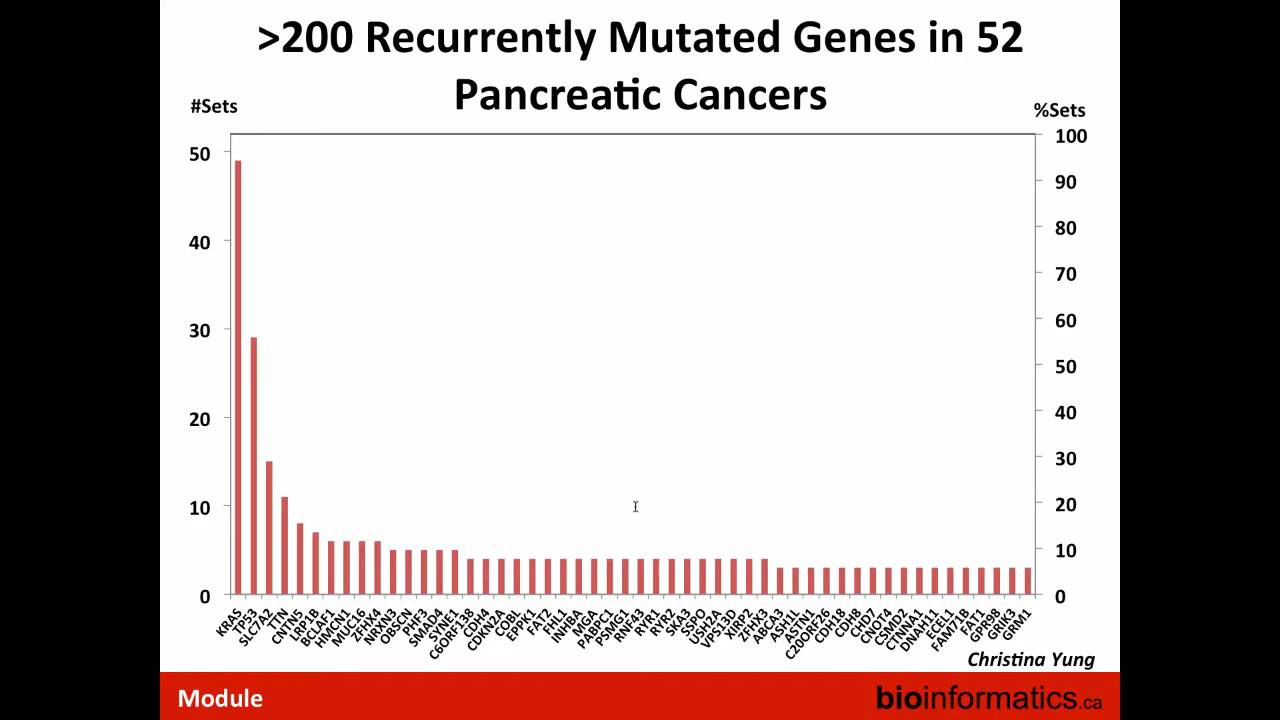 >200 Recurrently Mutated Genes in 52
Pancreatic Cancers
#Sets
%Sets
50
40
30
20
10
0
100
90
80
70
60
50
40
30
20
10
0
KRAS
TP53
SLC7A2
TTN
CNTN5
LRP1B
BCLAF1
HMCN1
MUC16
ZFHX4
NRXN3
OBSCN
PHF3
SMAD4
SYNE1
C6ORF138
CDH4
CDKN2A
COBL
EPPK1
FAT2
FHL1
INHBA
MGA
PABPC1
PSMG1
RNF43
RYR1
RYR2
SKA3
SSPO
USH2A
VPS13D
XIRP2
ZFHX3
ABCA3
ASH1L
ASTN1
C20ORF26
CDH18
CDH8
CHD7
CNOT4
CSMD2
CTNNA1
DNAH11
ECEL1
FAM71B
FAT1
GPR98
GRIK3
GRM1
Christina Yung
Module
bioinformatics.ca